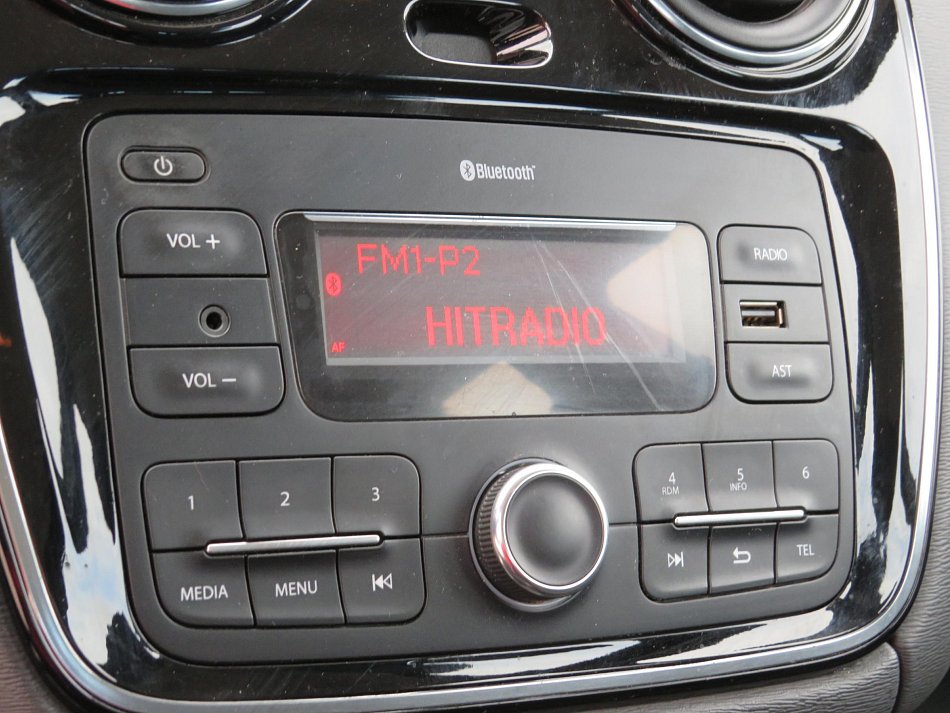 Bluetooth™
VOL +
FM1-P2
RADIO
HITRADIO
AF
VOL –
AST
1
2
3
4
RDM
5
INFO
6
MEDIA
MENU
TEL